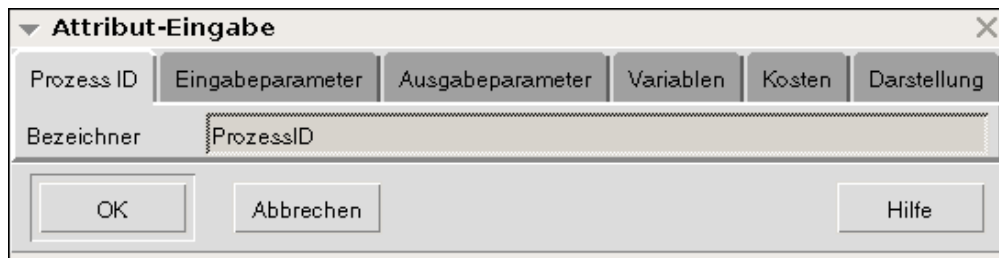 Attribut-Eingabe
Prozess ID Eingabeparameter Ausgabeparameter Variablen Kosten Darstellung
Bezeichner ProzessID
OK Abbrechen Hilfe